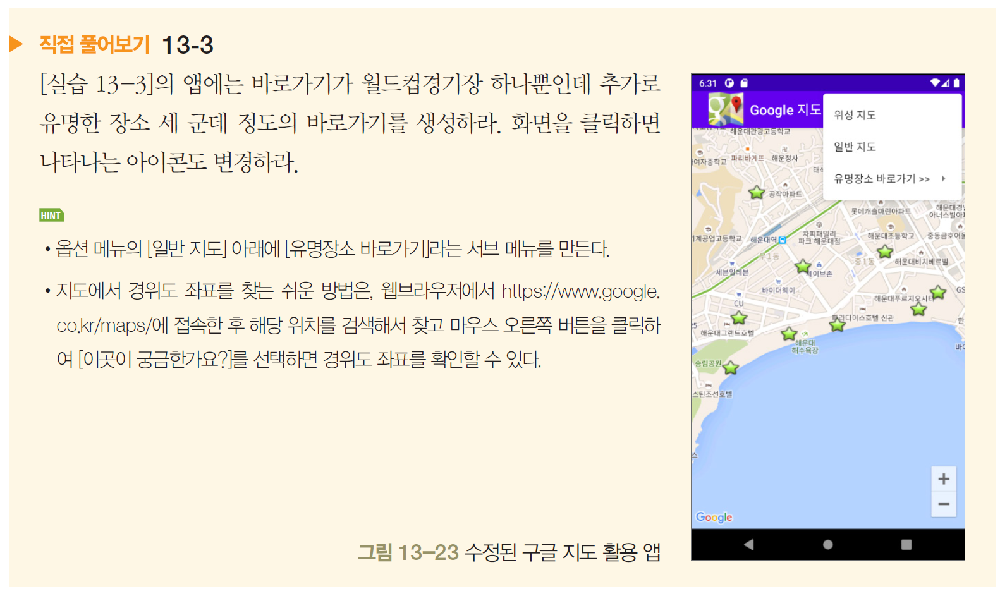 직접 풀어보기 13-3
[실습 13-3]의 앱에는 바로가기가 월드컵경기장 하나뿐인데 추가로
유명한 장소 세 군데 정도의 바로가기를 생성하라. 화면을 클릭하면
나타나는 아이콘도 변경하라.
HINT
• 옵션 메뉴의 [일반 지도] 아래에 [유명장소 바로가기]라는 서브 메뉴를 만든다.
• 지도에서 경위도 좌표를 찾는 쉬운 방법은, 웹브라우저에서 https://www.google.
co.kr/maps/에 접속한 후 해당 위치를 검색해서 찾고 마우스 오른쪽 버튼을 클릭하
여 [이곳이 궁금한가요?]를 선택하면 경위도 좌표를 확인할 수 있다.
그림 13-23 수정된 구글 지도 활용 앱
6:31
Google 지도
위성 지도
일반 지도
유명장소 바로가기 >>
해운대관광고등학교
여자중학교
파리바게뜨
해운정사
공작아파트
롯데캐슬마린아파트
해운대경
아너스빌아파
계공업고등학교
해운대역
차피패밀리
파크 해운대점
해운대초등학교
중동금호어울
우1동
중1동
해운대비치베르빌
세븐일레븐
세이브존
바이더웨이
CU
해운대푸르지오시티
GS
해운대그랜드호텔
파라다이스호텔 신관
해운대
해수욕장
송림공원
스틴조선호텔
Google
+
−